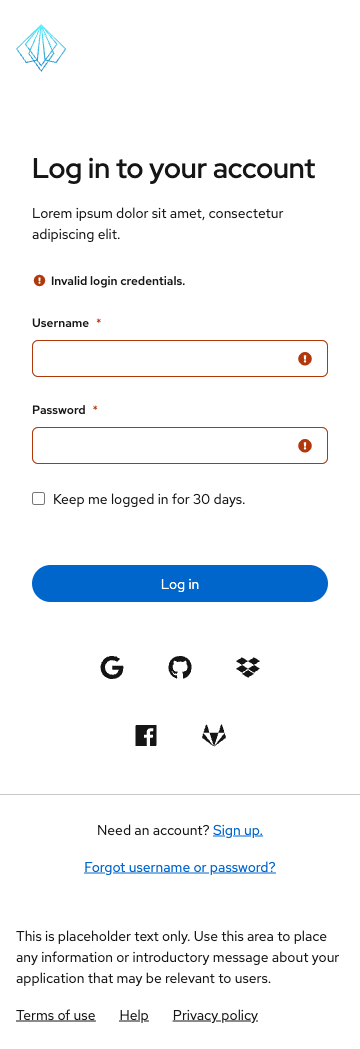 Log in to your account
Lorem ipsum dolor sit amet, consectetur
adipiscing elit.
Invalid login credentials.
Username *
Password *
Keep me logged in for 30 days.
Log in
Need an account? Sign up.
Forgot username or password?
This is placeholder text only. Use this area to place
any information or introductory message about your
application that may be relevant to users.
Terms of use Help Privacy policy